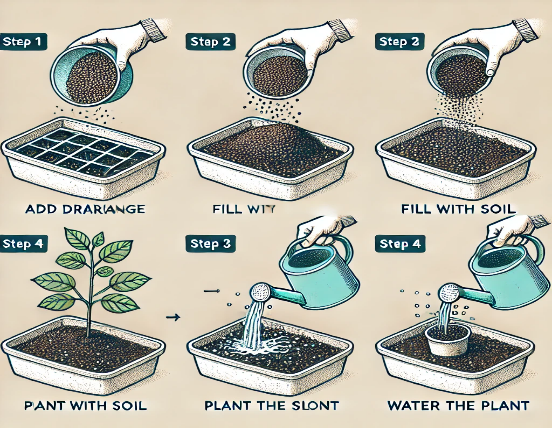 Step 1
Step 2
Step 2
ADD DRARANGE
FILL WIT
FILL WITH SOIL
Step 4
Step 3
Step 4
PANT WITH SOIL
PLANT THE SLONT
WATER THE PLANT